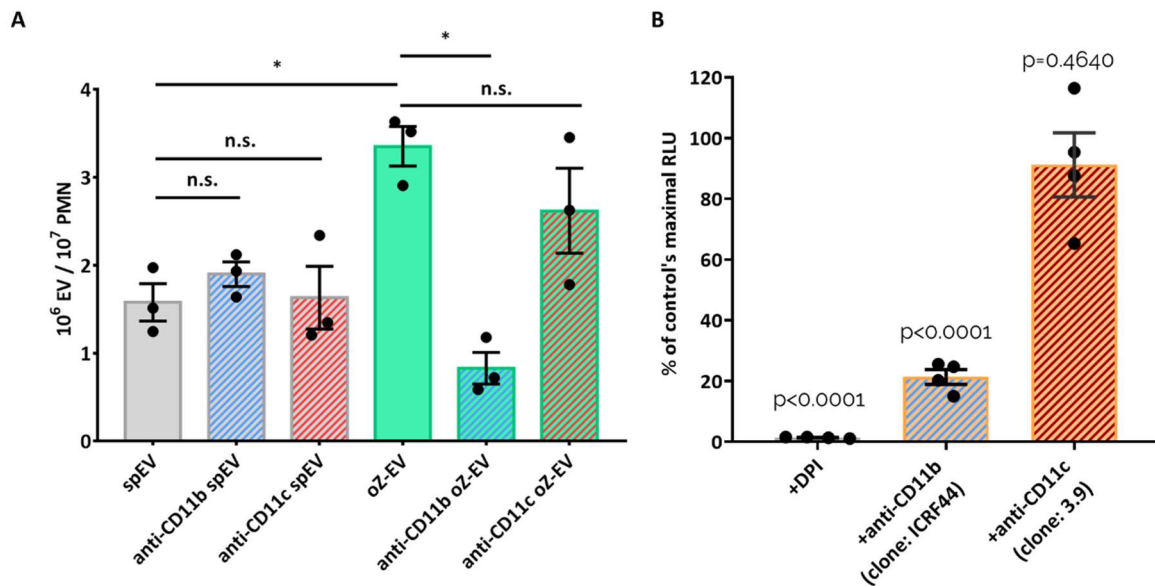 A
B
*
*
n.s.
n.s.
n.s.
10⁶ EV / 10⁷ PMN
4
3
2
1
0
spEV
anti-CD11b spEV
anti-CD11c spEV
oZ-EV
anti-CD11b oZ-EV
anti-CD11c oZ-EV
% of control's maximal RLU
120
100
80
60
40
20
0
p<0.0001
p<0.0001
p=0.4640
+DPI
+anti-CD11b
(clone: ICRF44)
+anti-CD11c
(clone: 3.9)